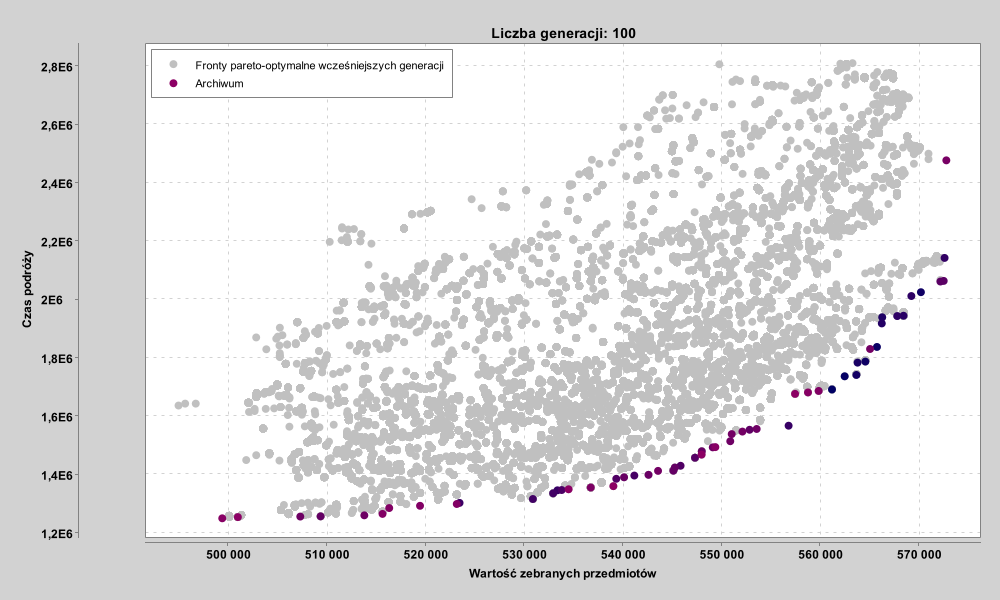 Liczba generacji: 100
Fronty pareto-optymalne wcześniejszych generacji
Archiwum
2,8E6
2,6E6
2,4E6
2,2E6
2E6
1,8E6
1,6E6
1,4E6
1,2E6
Czas podróży
500 000
510 000
520 000
530 000
540 000
550 000
560 000
570 000
Wartość zebranych przedmiotów